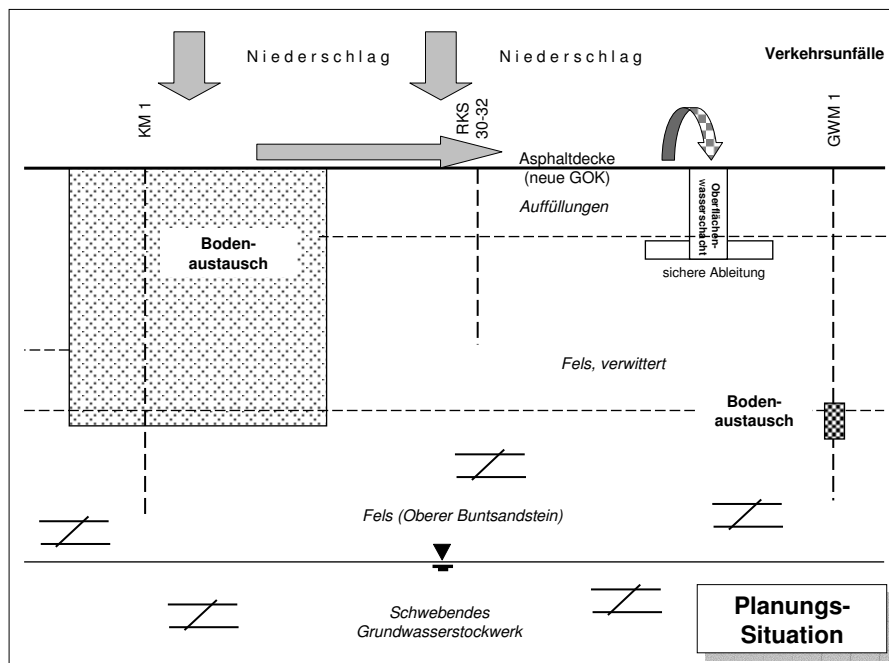 Niederschlag
Niederschlag
Verkehrsunfälle
KM 1
RKS
30-32
GWM 1
Asphaltdecke
(neue GOK)
Auffüllungen
Oberflächen-
wasserschacht
Boden-
austausch
sichere Ableitung
Fels, verwittert
Boden-
austausch
Fels (Oberer Buntsandstein)
Schwebendes
Grundwasserstockwerk
Planungs-
Situation